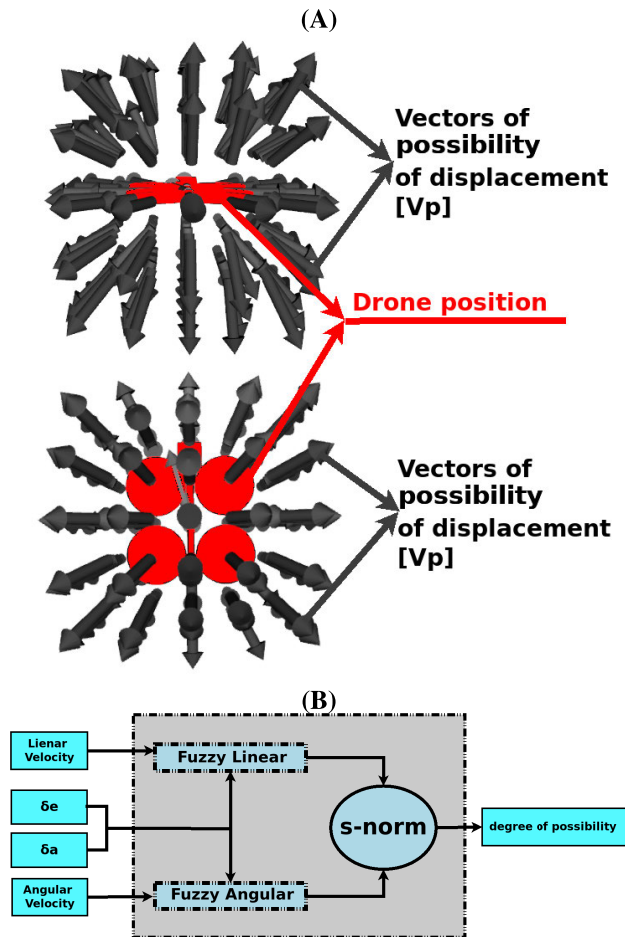 (A)
Vectors of
possibility
of displacement
[Vp]
Drone position
Vectors of
possibility
of displacement
[Vp]
(B)
Lienar
Velocity
Fuzzy Linear
δe
s-norm
degree of possibility
δa
Angular
Velocity
Fuzzy Angular